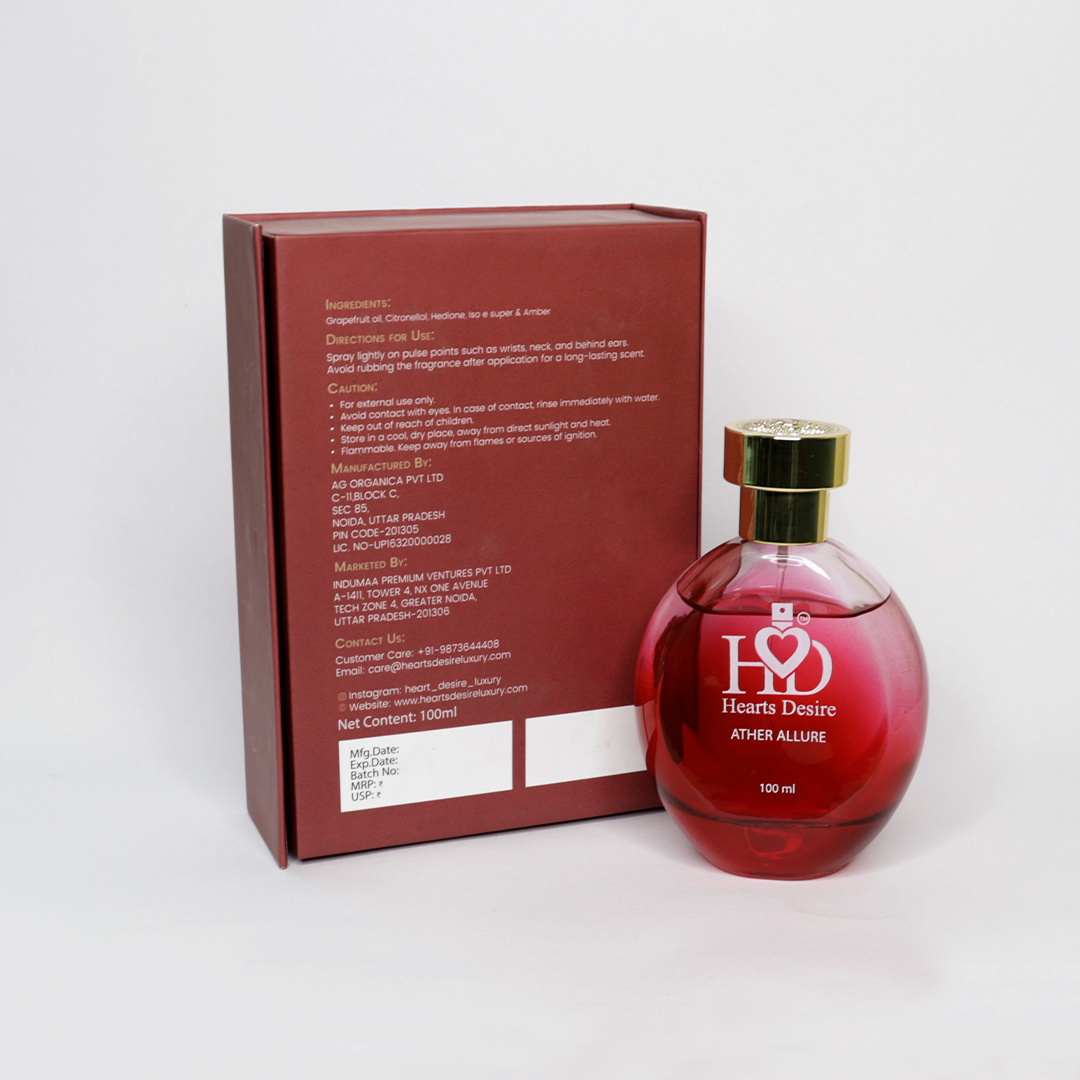 INGREDIENTS:
Grapefruit oil, Citronellol, Hedione, Iso e super & Amber
DIRECTIONS FOR USE:
Spray lightly on pulse points such as wrists, neck, and behind ears.
Avoid rubbing the fragrance after application for a long-lasting scent.
CAUTION:
• For external use only.
• Avoid contact with eyes. In case of contact, rinse immediately with water.
• Keep out of reach of children.
• Store in a cool, dry place, away from direct sunlight and heat.
• Flammable. Keep away from flames or sources of ignition.
MANUFACTURED BY:
AG ORGANICA PVT LTD
C-11,BLOCK C,
SEC 85,
NOIDA, UTTAR PRADESH
PIN CODE-201305
LIC. NO-UP16320000028
MARKETED BY:
INDUMAA PREMIUM VENTURES PVT LTD
A-1411, TOWER 4, NX ONE AVENUE
TECH ZONE 4, GREATER NOIDA,
UTTAR PRADESH-201306
CONTACT US:
Customer Care: +91-9873644408
Email: care@heartsdesireluxury.com
Instagram: heart_desire_luxury
Website: www.heartsdesireluxury.com
Net Content: 100ml
Mfg.Date:
Exp.Date:
Batch No:
MRP: ₹
USP: ₹
HD TM
Hearts Desire
ATHER ALLURE
100 ml